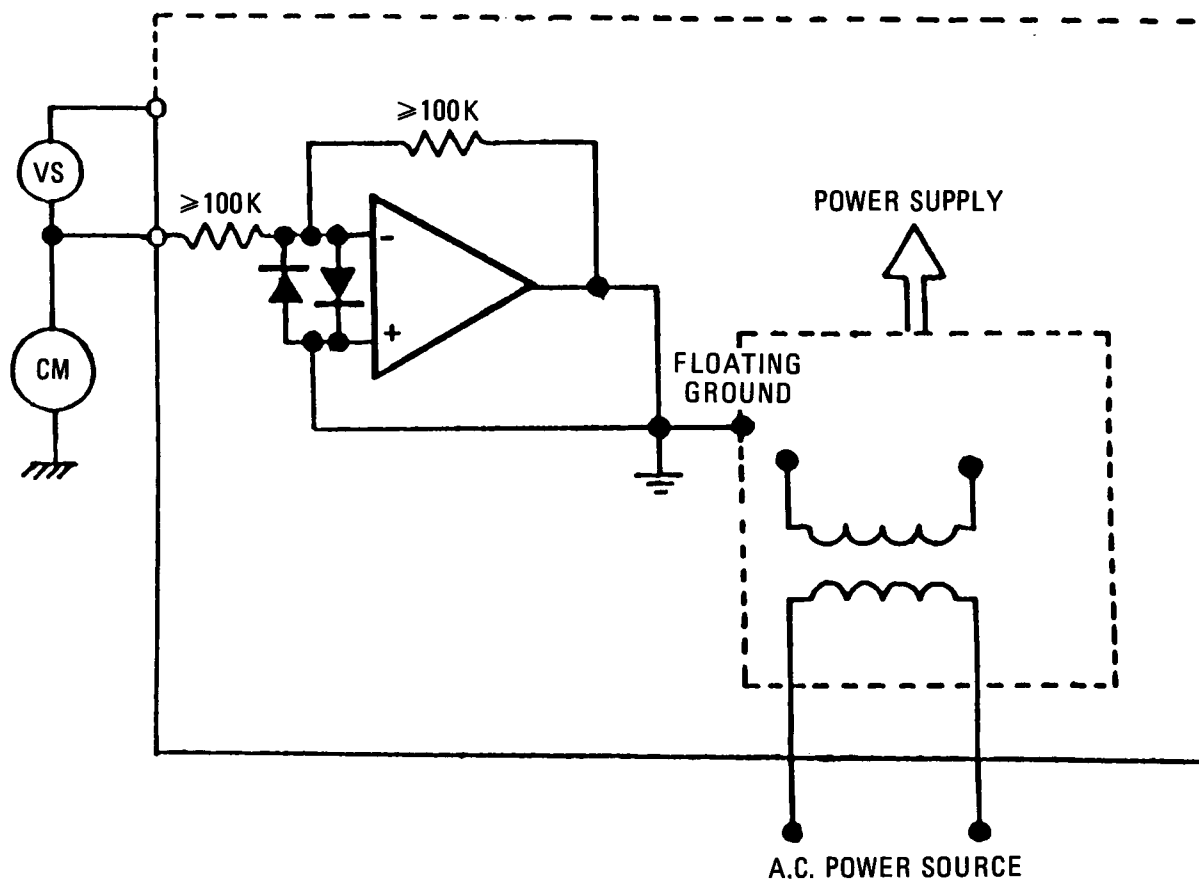 ≥100K
VS
≥100K
POWER SUPPLY
-
+
CM
FLOATING
GROUND
A.C. POWER SOURCE